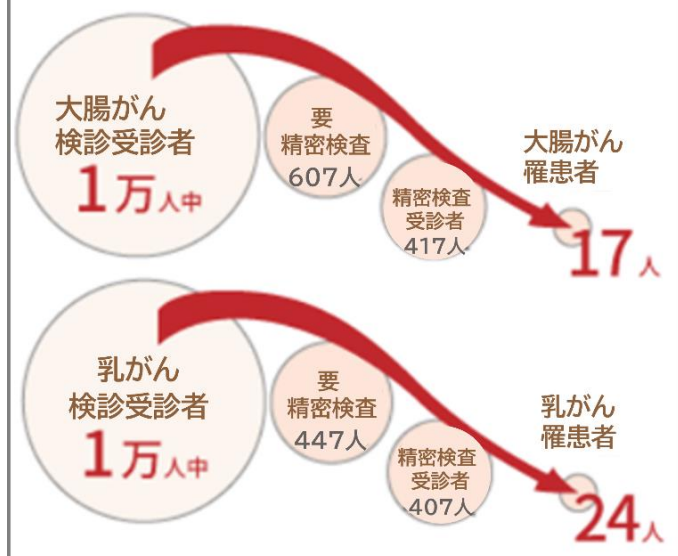 大腸がん
検診受診者
1万人中
要
精密検査
607人
精密検査
受診者
417人
大腸がん
罹患者
17人
乳がん
検診受診者
1万人中
要
精密検査
447人
精密検査
受診者
407人
乳がん
罹患者
24人